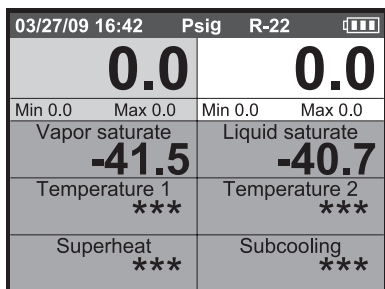 03/27/09 16:42 Psig R-22
0.0 0.0
Min 0.0 Max 0.0 Min 0.0 Max 0.0
Vapor saturate Liquid saturate
-41.5 -40.7
Temperature 1 Temperature 2
*** ***
Superheat Subcooling
*** ***